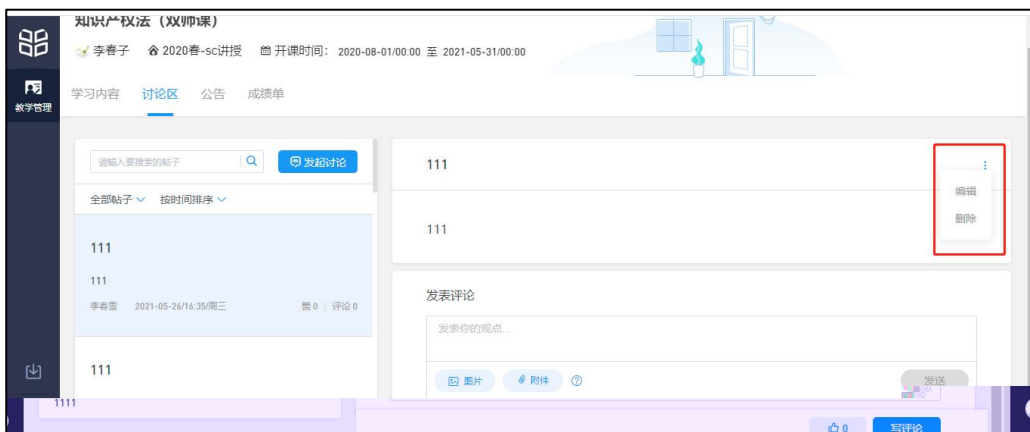 知识产权法（双师课）
李春子 2020春-sc讲授 开课时间： 2020-08-01/00:00 至 2021-05-31/00:00
教学管理
学习内容 讨论区 公告 成绩单
请输入要搜索的帖子 发起讨论
全部帖子 按时间排序
111
111
李春雪 2021-05-26/16:35/周三 赞 0 | 评论 0
111
111
编辑
删除
111
发表评论
发表你的观点...
图片 附件 发送
1111
0 写评论